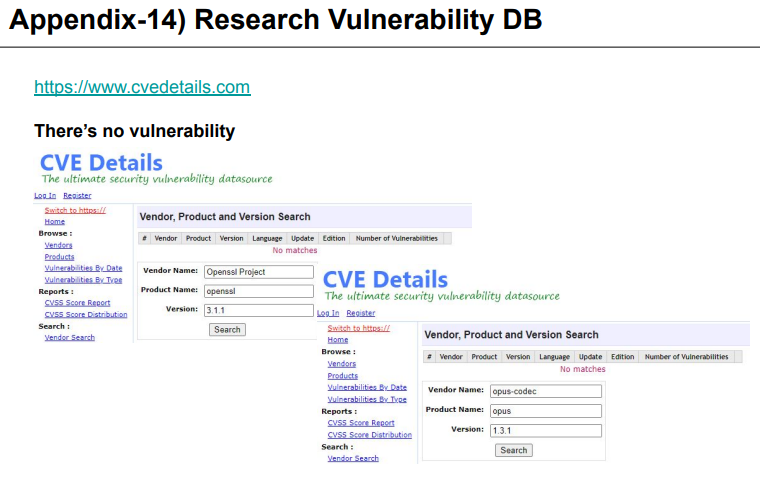 Appendix-14) Research Vulnerability DB
https://www.cvedetails.com
There's no vulnerability
CVE Details
The ultimate security vulnerability datasource
Log In Register
Switch to https://
Home
Browse :
Vendors
Products
Vulnerabilities By Date
Vulnerabilities By Type
Reports :
CVSS Score Report
CVSS Score Distribution
Search :
Vendor Search
Vendor, Product and Version Search
# Vendor Product Version Language Update Edition Number of Vulnerabilities
No matches
Vendor Name: Openssl Project
Product Name: openssl
Version: 3.1.1
Search
CVE Details
The ultimate security vulnerability datasource
Log In Register
Switch to https://
Home
Browse :
Vendors
Products
Vulnerabilities By Date
Vulnerabilities By Type
Reports :
CVSS Score Report
CVSS Score Distribution
Search :
Vendor Search
Vendor, Product and Version Search
# Vendor Product Version Language Update Edition Number of Vulnerabilities
No matches
Vendor Name: opus-codec
Product Name: opus
Version: 1.3.1
Search